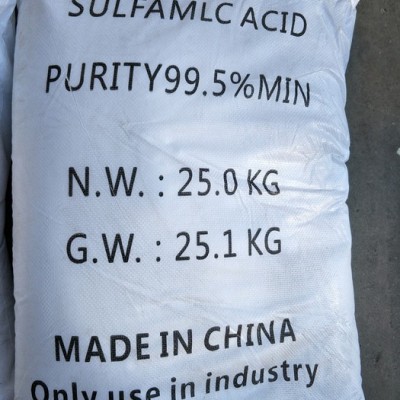 SULFAMLC ACID
PURITY99.5%MIN
N.W. : 25.0 KG
G.W. : 25.1 KG
MADE IN CHINA
Only use in industry